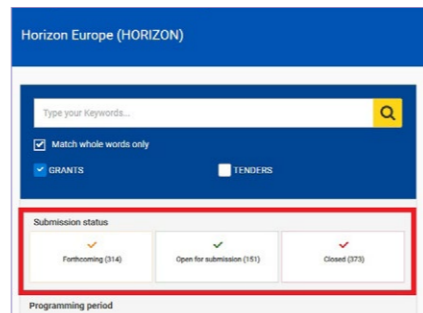 Horizon Europe (HORIZON)
Type your Keywords...
Match whole words only
GRANTS
TENDERS
Submission status
Forthcoming (314)
Open for submission (151)
Closed (373)
Programming period